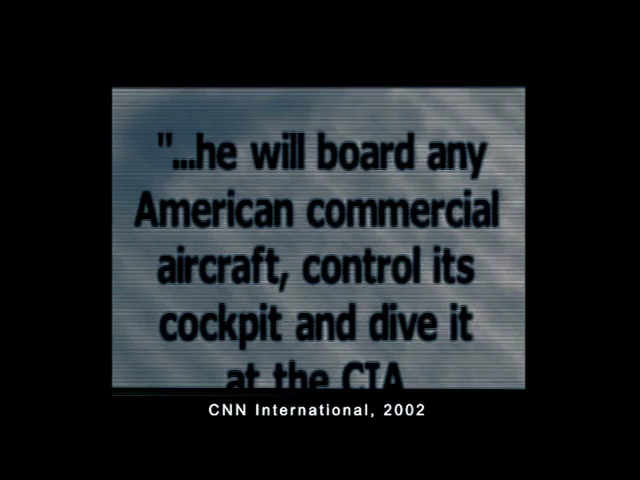 "...he will board any
American commercial
aircraft, control its
cockpit and dive it
at the CIA
CNN International, 2002